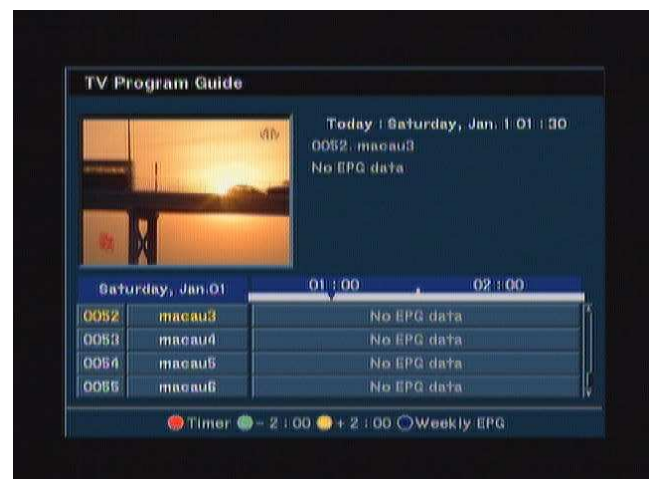 TV Program Guide
Today : Saturday, Jan. 1 01 : 30
0052. macau3
No EPG data
Saturday, Jan.01 01 : 00 02 : 00
0052 macau3 No EPG data
0053 macau4 No EPG data
0054 macau5 No EPG data
0055 macau6 No EPG data
Timer - 2 : 00 + 2 : 00 Weekly EPG